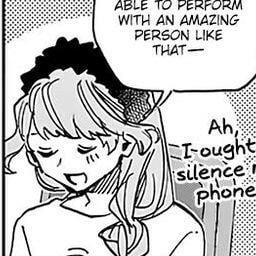 ABLE TO PERFORM
WITH AN AMAZING
PERSON LIKE
THAT—
Ah,
I ought
silence
phone